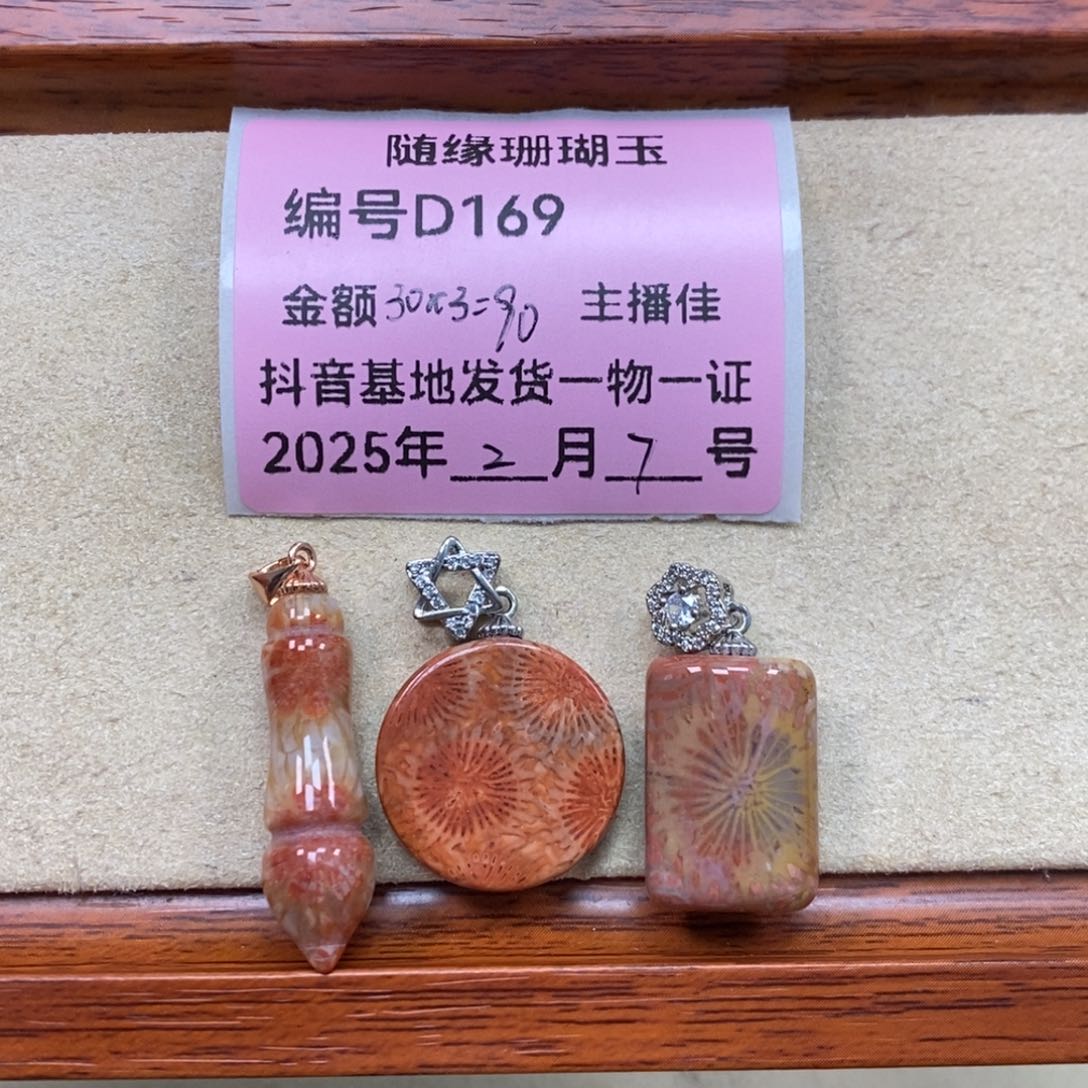 随缘珊瑚玉
编号D169
金额30x3=90 主播佳
抖音基地发货一物一证
2025年 2 月 7 号